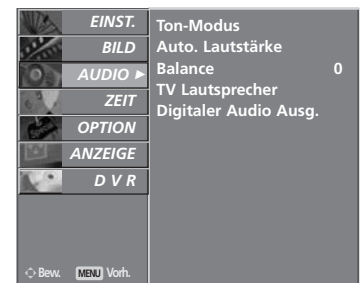 EINST.
BILD
AUDIO ►
ZEIT
OPTION
ANZEIGE
D V R
Ton-Modus
Auto. Lautstärke
Balance 0
TV Lautsprecher
Digitaler Audio Ausg.
Bew. MENU Vorh.